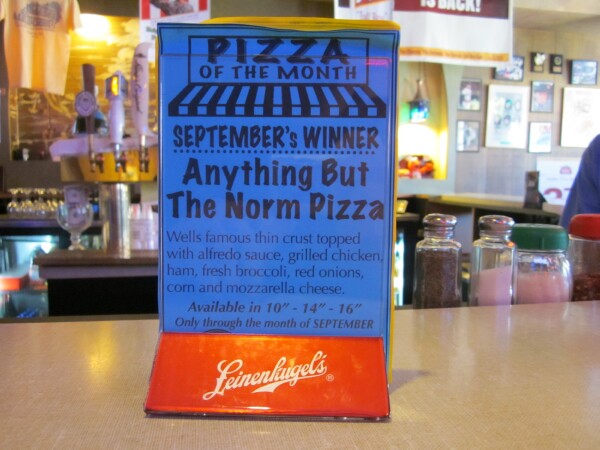 IS BACK!
PIZZA
OF THE MONTH
SEPTEMBER's WINNER
Anything But
The Norm Pizza
Wells famous thin crust topped
with alfredo sauce, grilled chicken,
ham, fresh broccoli, red onions,
corn and mozzarella cheese.
Available in 10" - 14" - 16"
Only through the month of SEPTEMBER
Leinenkugel's®